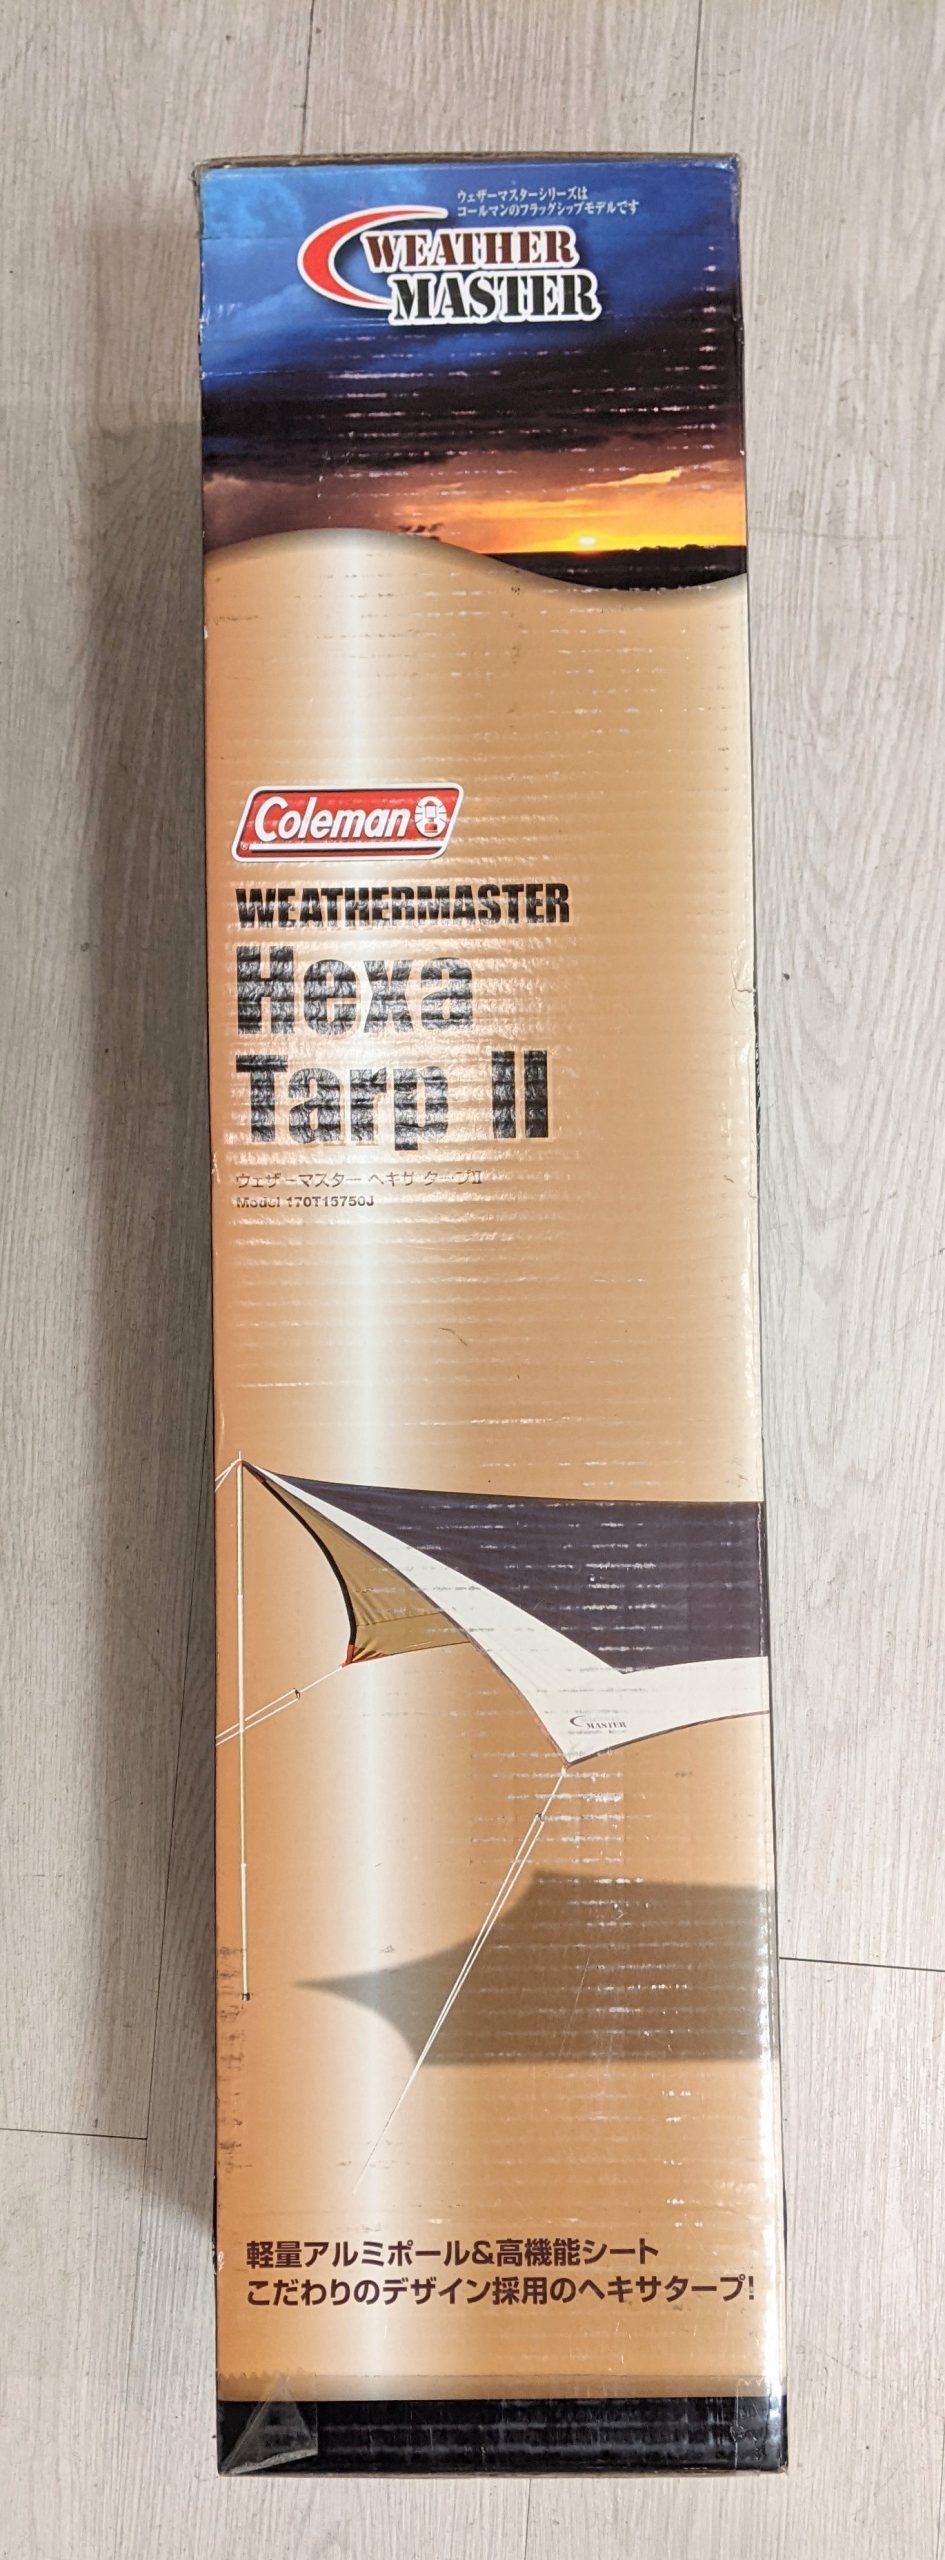 ウェザーマスターシリーズは
コールマンのフラッグシップモデルです
WEATHER
MASTER
Coleman
WEATHERMASTER
Hexa
Tarp II
ウェザーマスター ヘキサ タープII
Model 170T15750J
MASTER
軽量アルミポール&高機能シート
こだわりのデザイン採用のヘキサタープ!